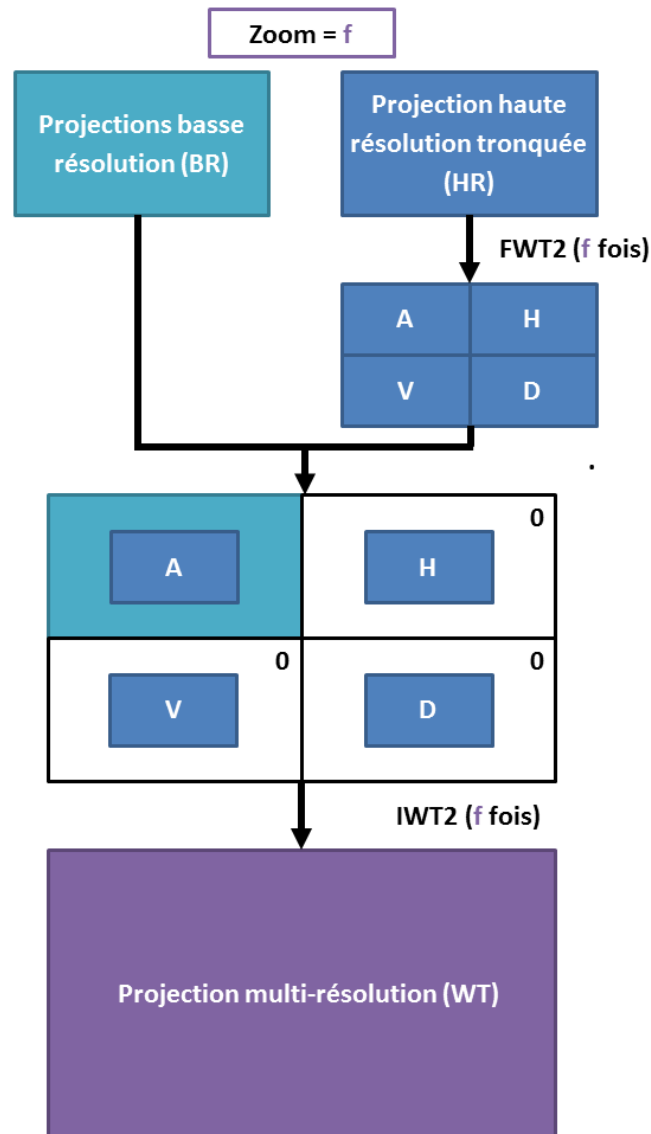 Zoom = f
Projections basse
résolution (BR)
Projection haute
résolution tronquée
(HR)
FWT2 (f fois)
A H
V D
.
0
A H
0 0
V D
IWT2 (f fois)
Projection multi-résolution (WT)